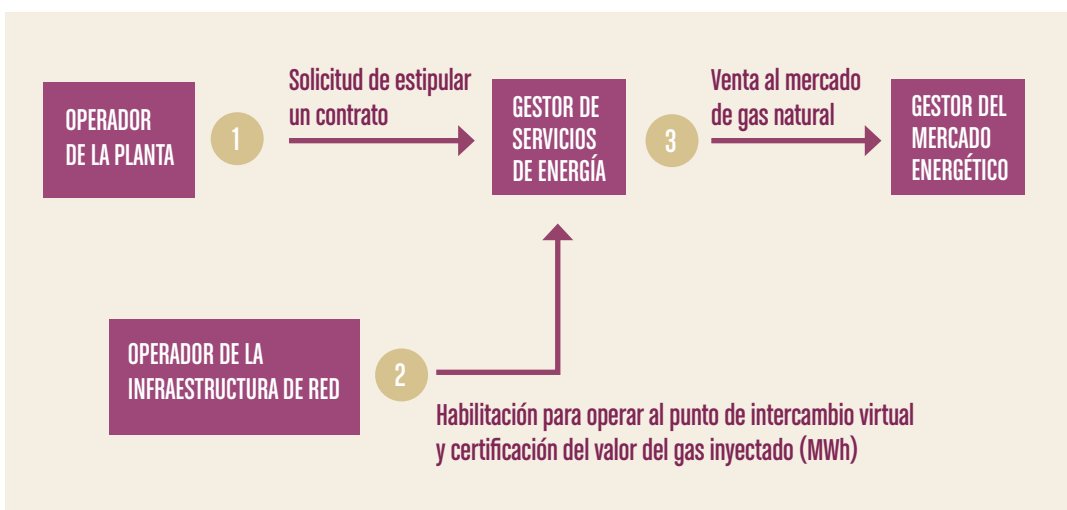 OPERADOR
DE LA PLANTA
1
Solicitud de estipular
un contrato
GESTOR DE
SERVICIOS
DE ENERGÍA
3
Venta al mercado
de gas natural
GESTOR DEL
MERCADO
ENERGÉTICO
OPERADOR DE LA
INFRAESTRUCTURA DE RED
2
Habilitación para operar al punto de intercambio virtual
y certificación del valor del gas inyectado (MWh)